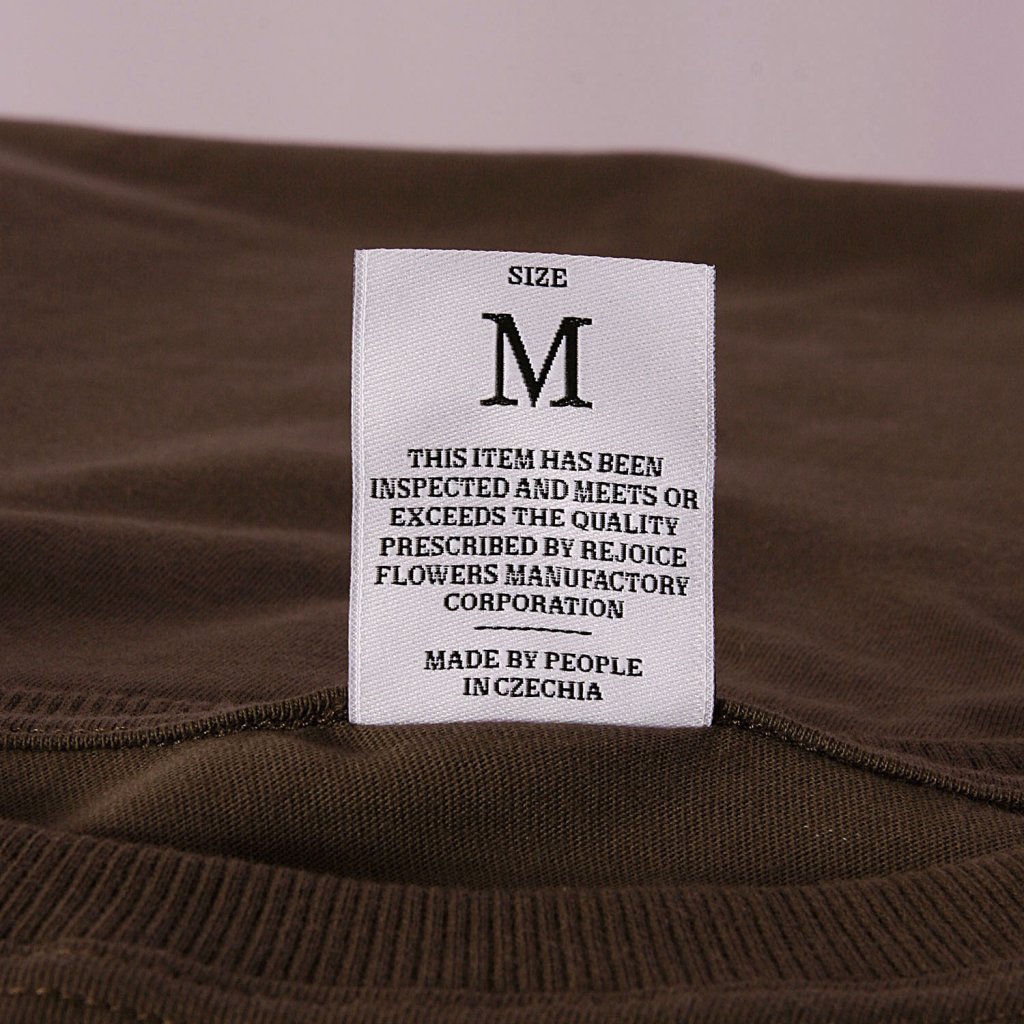 SIZE
M
THIS ITEM HAS BEEN
INSPECTED AND MEETS OR
EXCEEDS THE QUALITY
PRESCRIBED BY REJOICE
FLOWERS MANUFACTORY
CORPORATION
MADE BY PEOPLE
IN CZECHIA